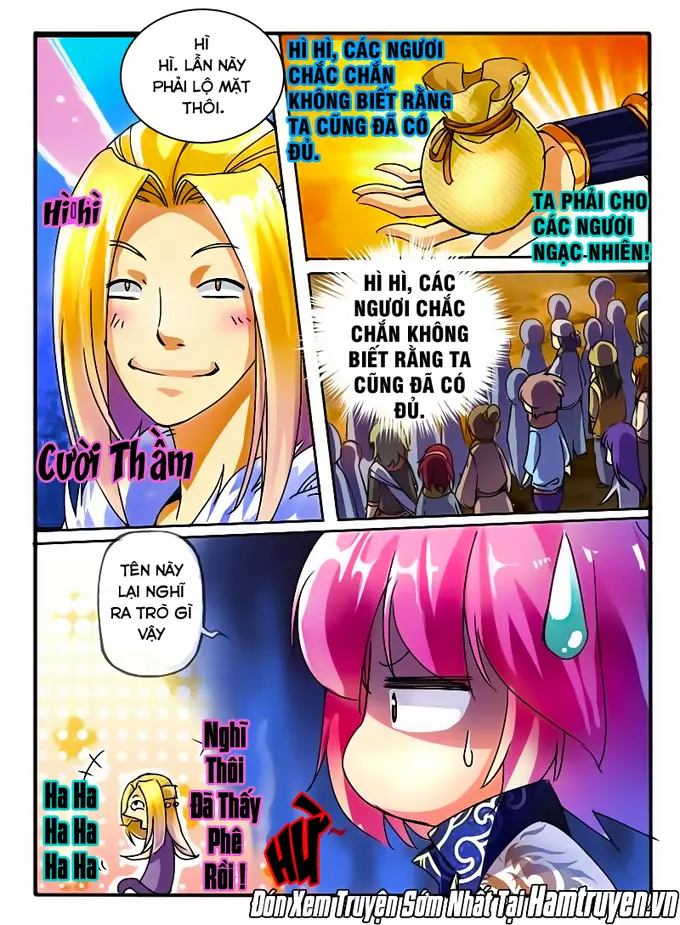 HÌ
HÌ. LẦN NÀY
PHẢI LỘ MẶT
THÔI.
HÌ HÌ, CÁC NGƯƠI
CHẮC CHẮN
KHÔNG BIẾT RẰNG
TA CŨNG ĐÃ CÓ
ĐỦ.
TA PHẢI CHO
CÁC NGƯƠI
NGẠC NHIÊN!
Hì hì
Cười Thầm
HÌ HÌ, CÁC
NGƯƠI CHẮC
CHẮN KHÔNG
BIẾT RẰNG TA
CŨNG ĐÃ CÓ
ĐỦ.
TÊN NÀY
LẠI NGHĨ
RA TRÒ GÌ
VẬY
Ha Ha
Ha Ha
Ha Ha
Nghĩ
Thôi
Đã Thấy
Phê
Rồi !
HỪ~
Đón Xem Truyện Sớm Nhất Tại Hamtruyen.vn